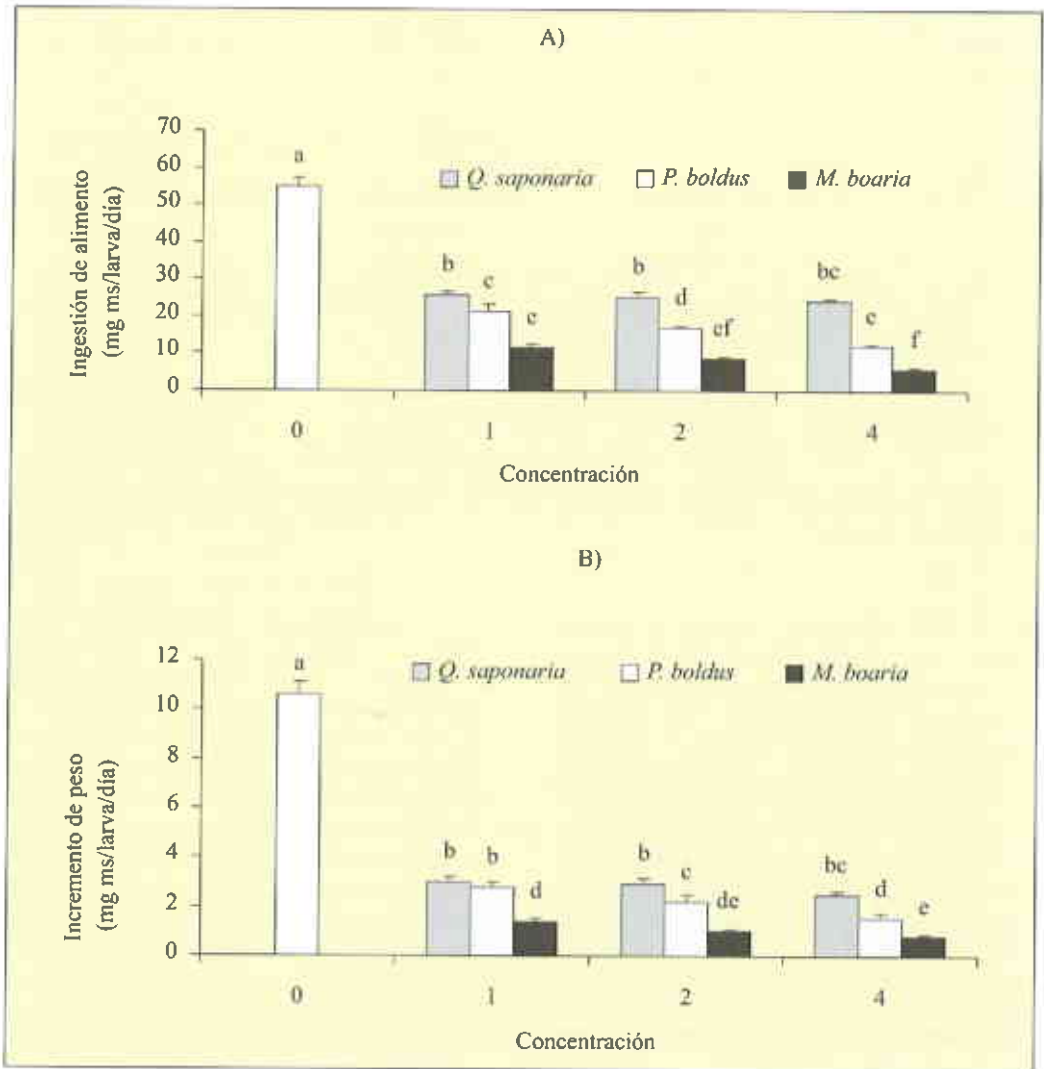 A)
Ingestión de alimento
(mg ms/larva/día)
70
60
50
40
30
20
10
0
Q. saponaria P. boldus M. boaria
a
b c e
b d ef
bc e f
0 1 2 4
Concentración
B)
Incremento de peso
(mg ms/larva/día)
12
10
8
6
4
2
0
Q. saponaria P. boldus M. boaria
a
b b d
b c de
bc d e
0 1 2 4
Concentración